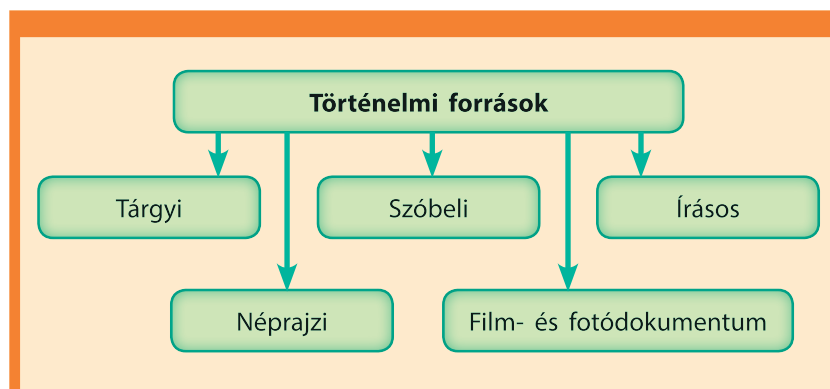 Történelmi források
Tárgyi
Szóbeli
Írásos
Néprajzi
Film- és fotódokumentum